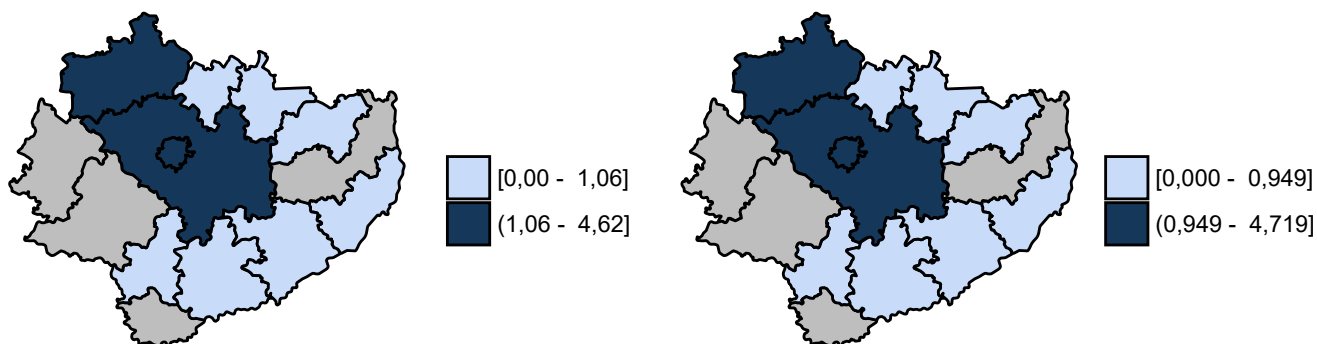 [0,00 -  1,06]
(1,06 -  4,62]
[0,000 -  0,949]
(0,949 -  4,719]